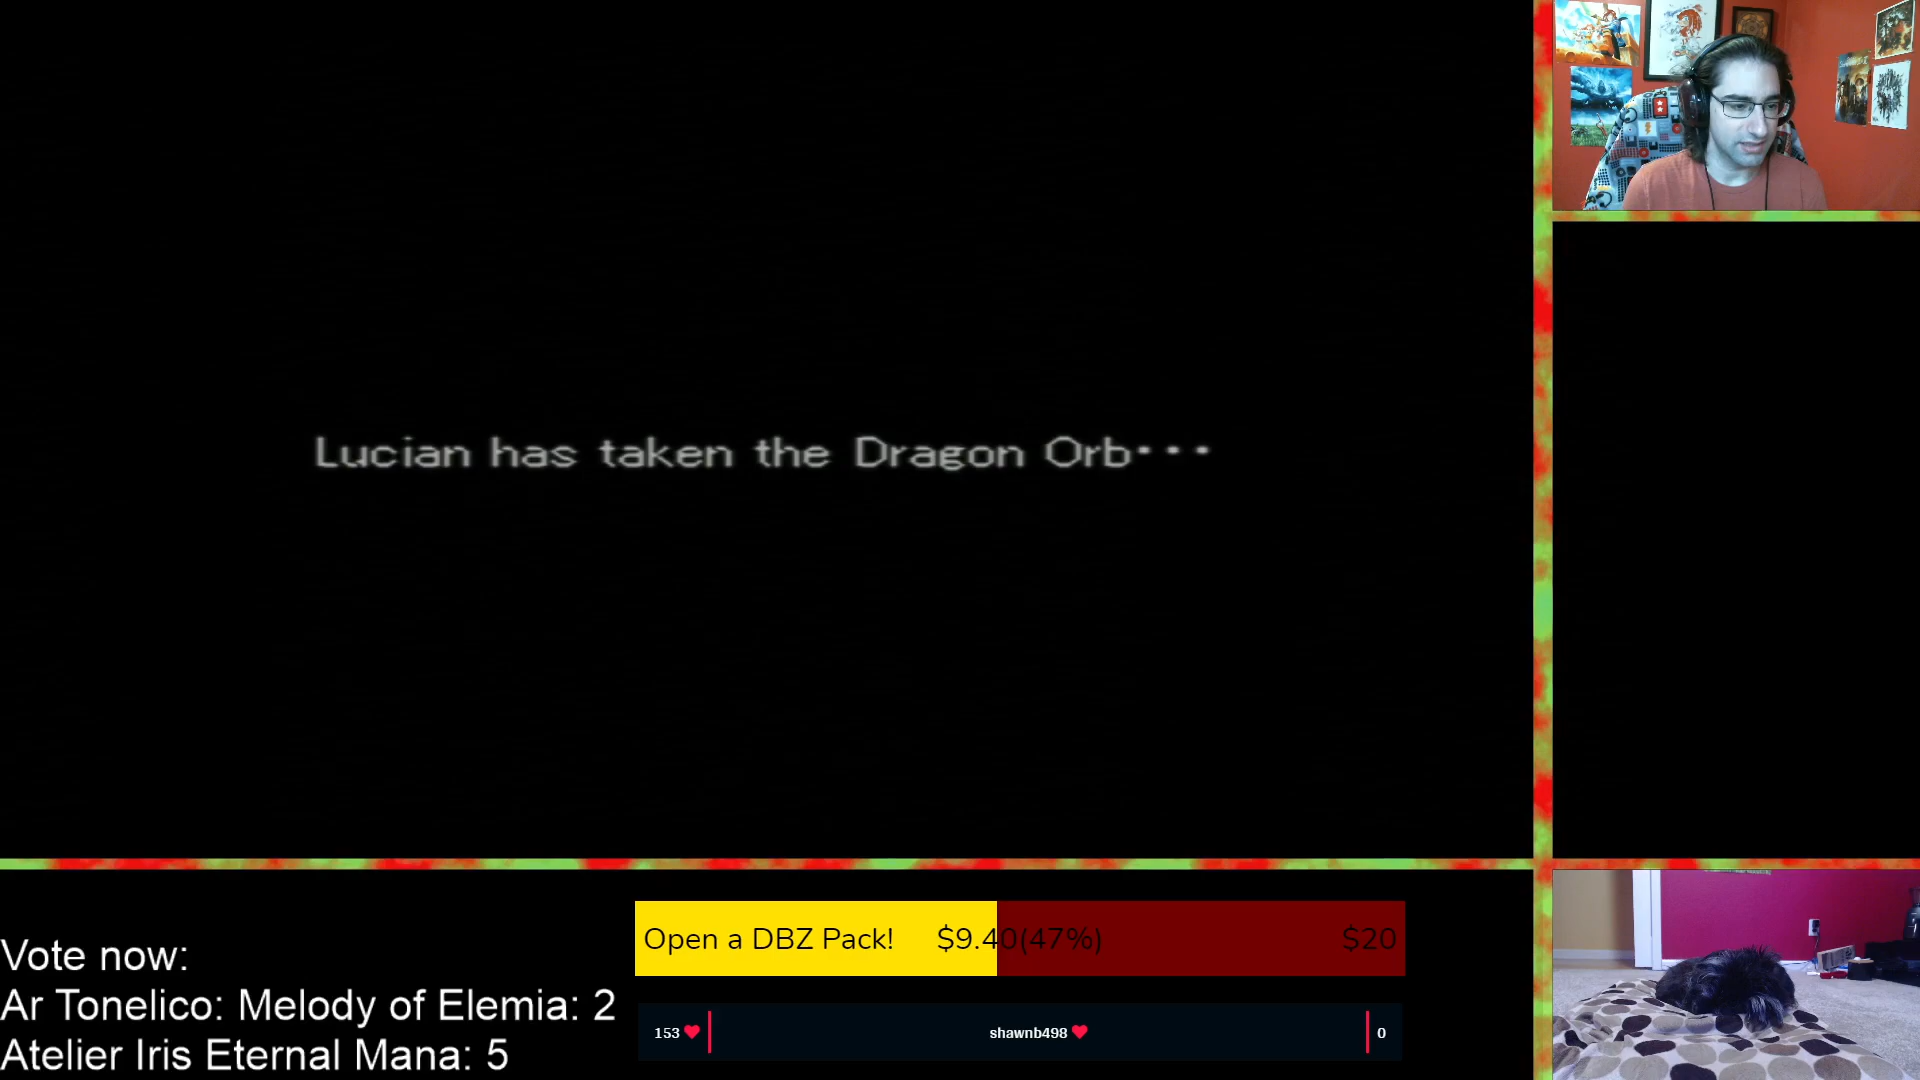 Lucian has taken the Dragon Orb···
Vote now:
Ar Tonelico: Melody of Elemia: 2
Atelier Iris Eternal Mana: 5
Open a DBZ Pack! $9.40(47%) $20
153 shawnb498 0